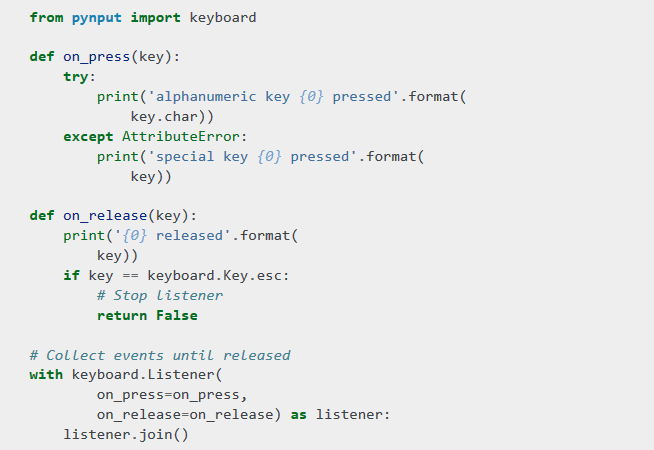 from pynput import keyboard

def on_press(key):
    try:
        print('alphanumeric key {0} pressed'.format(
            key.char))
    except AttributeError:
        print('special key {0} pressed'.format(
            key))

def on_release(key):
    print('{0} released'.format(
        key))
    if key == keyboard.Key.esc:
        # Stop listener
        return False

# Collect events until released
with keyboard.Listener(
        on_press=on_press,
        on_release=on_release) as listener:
    listener.join()